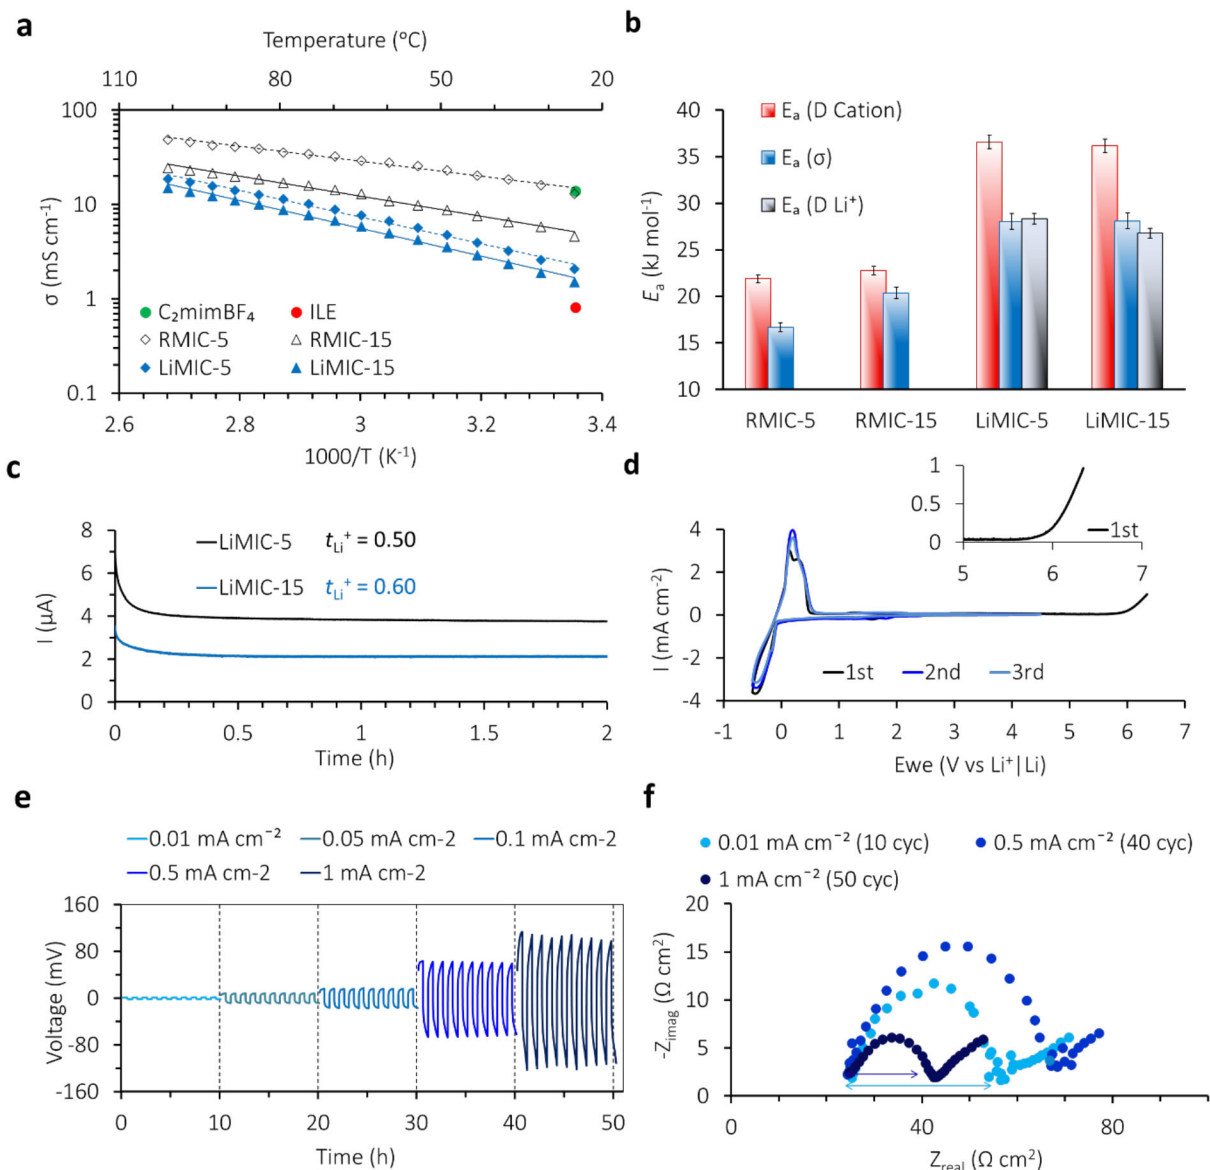 a
Temperature (°C)
110 80 50 20
100
10
1
0.1
σ (mS cm⁻¹)
C₂mimBF₄ ILE
RMIC-5 RMIC-15
LiMIC-5 LiMIC-15
2.6 2.8 3 3.2 3.4
1000/T (K⁻¹)
b
40
35
30
25
20
15
10
Eₐ (kJ mol⁻¹)
Eₐ (D Cation)
Eₐ (σ)
Eₐ (D Li⁺)
RMIC-5 RMIC-15 LiMIC-5 LiMIC-15
c
8
6
4
2
0
I (µA)
LiMIC-5 t_Li⁺ = 0.50
LiMIC-15 t_Li⁺ = 0.60
0 0.5 1 1.5 2
Time (h)
d
1
0.5
0
1st
5 6 7
4
2
0
-2
-4
I (mA cm⁻²)
1st 2nd 3rd
-1 0 1 2 3 4 5 6 7
Ewe (V vs Li⁺|Li)
e
0.01 mA cm⁻² 0.05 mA cm-2 0.1 mA cm-2
0.5 mA cm-2 1 mA cm-2
160
80
0
-80
-160
Voltage (mV)
0 10 20 30 40 50
Time (h)
f
0.01 mA cm⁻² (10 cyc) 0.5 mA cm⁻² (40 cyc)
1 mA cm⁻² (50 cyc)
20
15
10
5
0
-Z_imag (Ω cm²)
0 40 80
Z_real (Ω cm²)